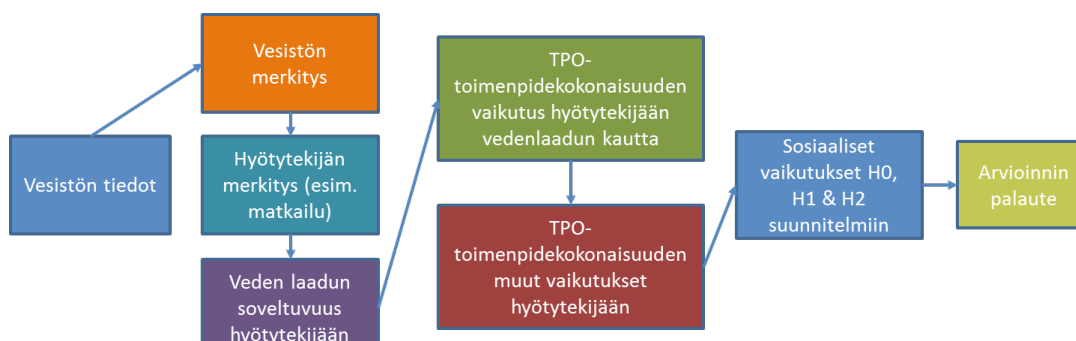 Vesistön tiedot
Vesistön
merkitys
Hyötytekijän
merkitys (esim.
matkailu)
Veden laadun
soveltuvuus
hyötytekijään
TPO-
toimenpidekokonaisuuden
vaikutus hyötytekijään
vedenlaadun kautta
TPO-
toimenpidekokonaisuuden
muut vaikutukset
hyötytekijään
Sosiaaliset
vaikutukset H0,
H1 & H2
suunnitelmiin
Arvioinnin
palaute